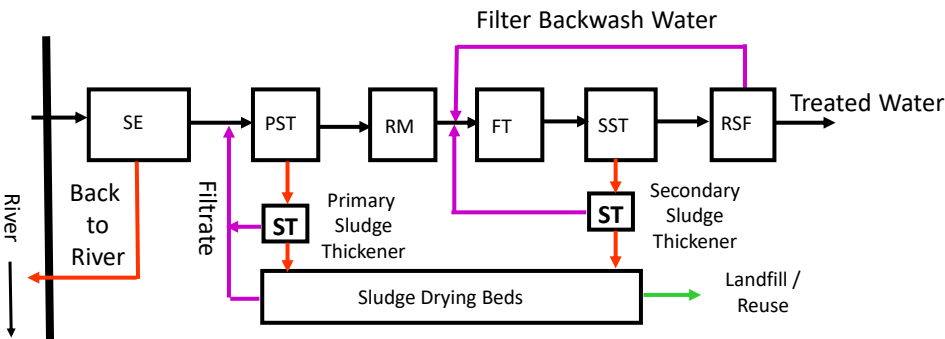 Filter Backwash Water
SE
PST
RM
FT
SST
RSF
Treated Water
River
Back
to
River
Filtrate
ST
Primary
Sludge
Thickener
ST
Secondary
Sludge
Thickener
Sludge Drying Beds
Landfill /
Reuse